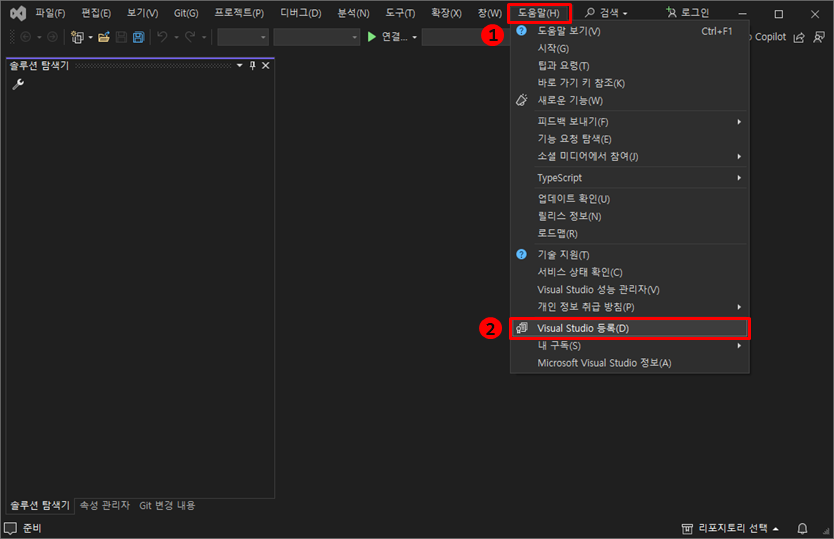 파일(F) 편집(E) 보기(V) Git(G) 프로젝트(P) 디버그(D) 분석(N) 도구(T) 확장(X) 창(W) 도움말(H) 검색 로그인
1
연결...
Copilot
솔루션 탐색기
도움말 보기(V) Ctrl+F1
시작(G)
팁과 요령(T)
바로 가기 키 참조(K)
새로운 기능(W)
피드백 보내기(F)
기능 요청 탐색(E)
소셜 미디어에서 참여(J)
TypeScript
업데이트 확인(U)
릴리스 정보(N)
로드맵(R)
기술 지원(T)
서비스 상태 확인(C)
Visual Studio 성능 관리자(V)
개인 정보 취급 방침(P)
2
Visual Studio 등록(D)
내 구독(S)
Microsoft Visual Studio 정보(A)
솔루션 탐색기 속성 관리자 Git 변경 내용
준비 리포지토리 선택